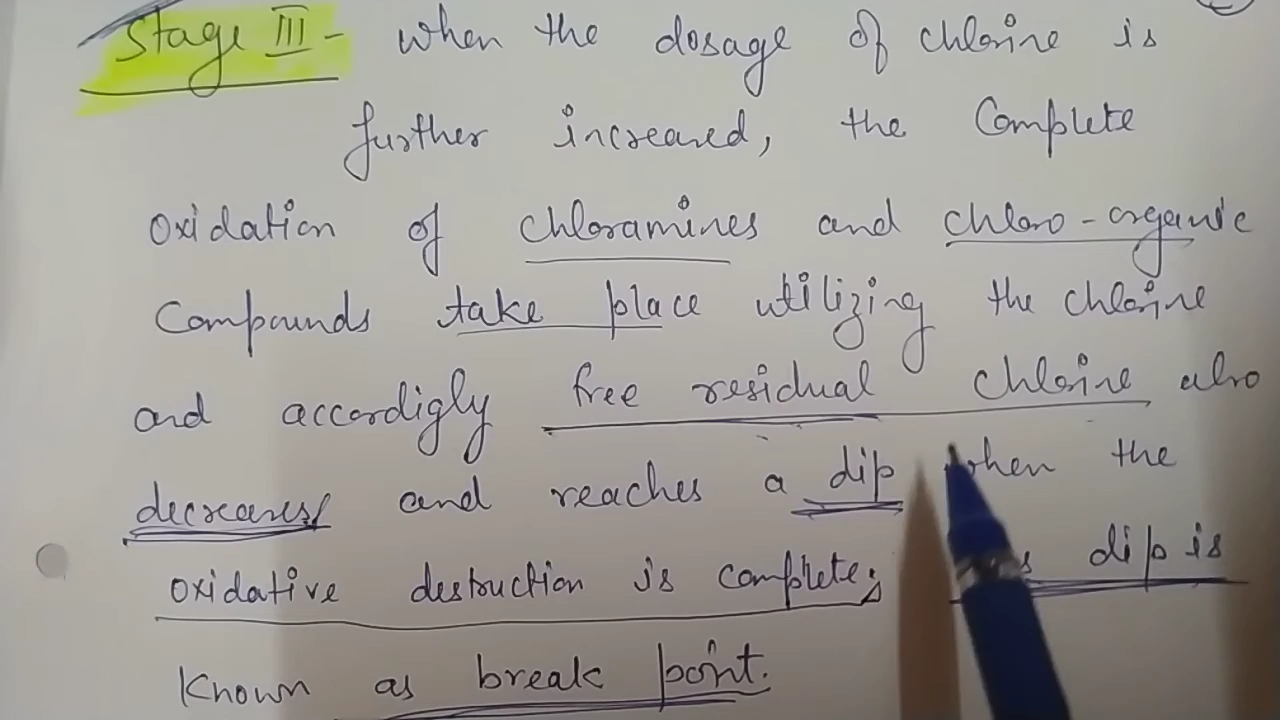 Stage III - when the dosage of chlorine is
further increased, the Complete
oxidation of chloramines and chloro-organic
Compounds take place utilizing the chlorine
and accordigly free residual chlorine also
decreases and reaches a dip when the
oxidative destruction is complete; dip is
known as break point.